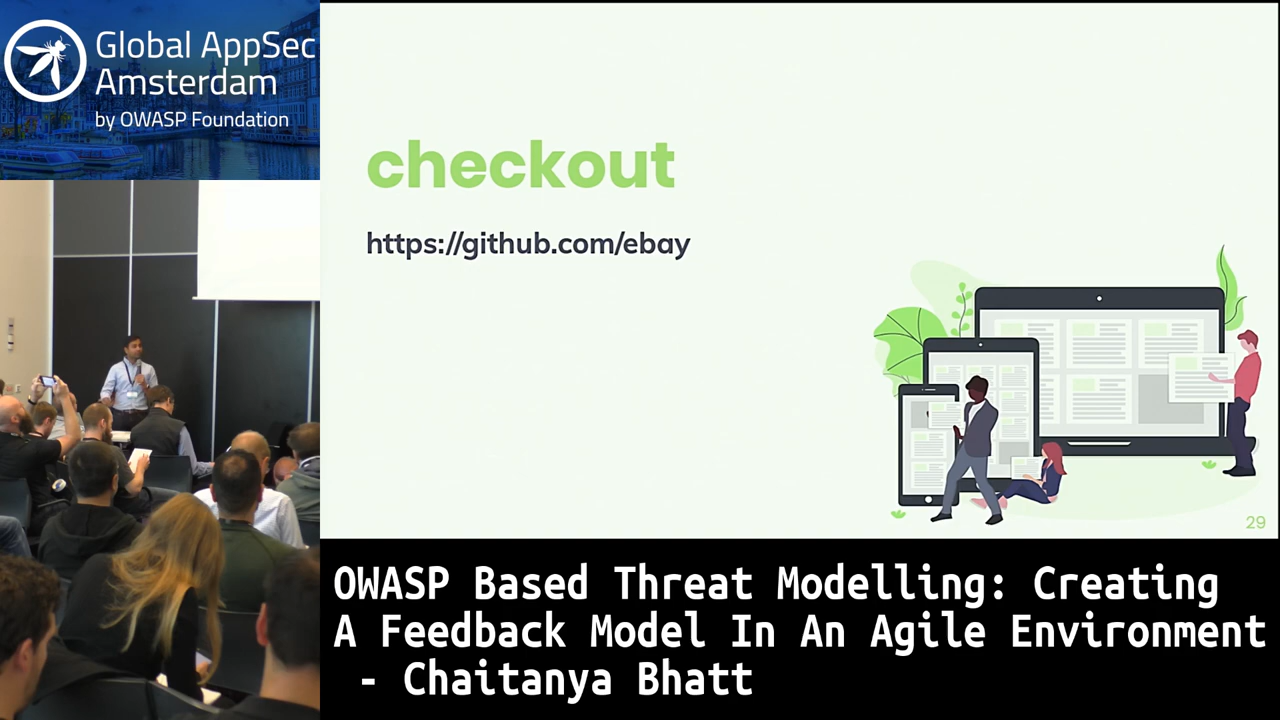 Global AppSec
Amsterdam
by OWASP Foundation
checkout
https://github.com/ebay
29
OWASP Based Threat Modelling: Creating
A Feedback Model In An Agile Environment
- Chaitanya Bhatt